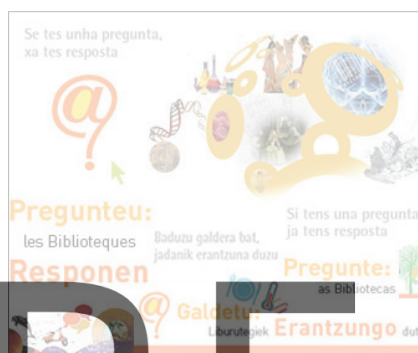 Se tes unha pregunta,
xa tes resposta
Pregunteu:
les Biblioteques
Responen
Baduzu galdera bat,
jadanik erantzuna duzu
Si tens una pregunta
ja tens resposta
Pregunte:
as Bibliotecas
Galdetu:
Liburutegiek Erantzungo dut